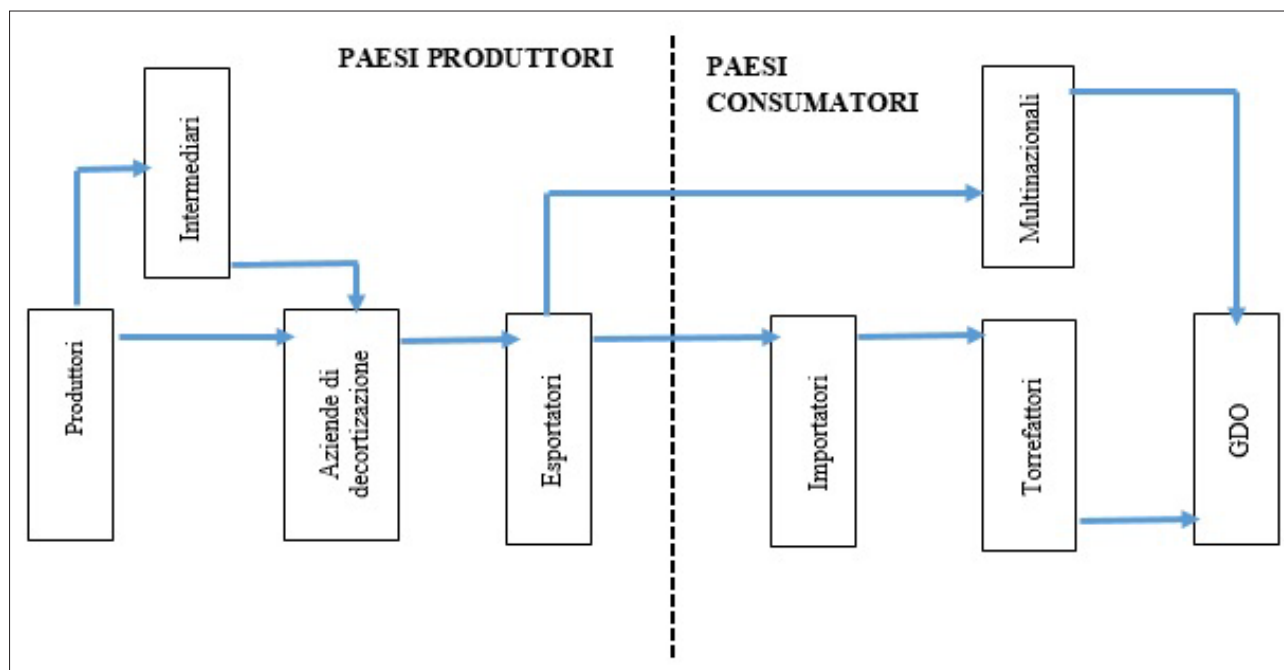 PAESI PRODUTTORI
PAESI
CONSUMATORI
Intermediari
Multinazionali
Produttori
Aziende di
decortizazione
Esportatori
Importatori
Torrefattori
GDO